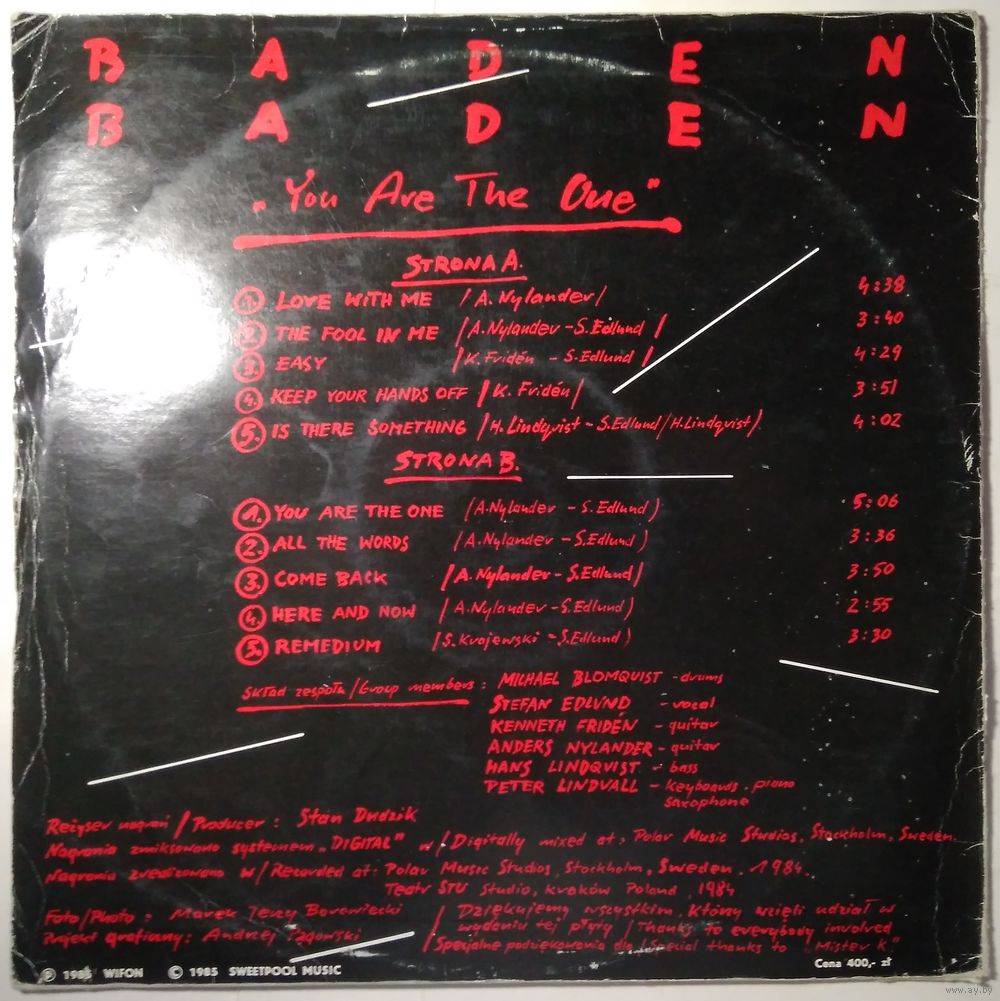 BADEN
BADEN
„You Are The One"
STRONA A.
1. LOVE WITH ME /A. Nylander/ 4:38
2. THE FOOL IN ME /A. Nylander - S. Edlund/ 3:40
3. EASY /K. Fridén - S. Edlund/ 4:29
4. KEEP YOUR HANDS OFF /K. Fridén/ 3:51
5. IS THERE SOMETHING /H. Lindqvist - S. Edlund/H. Lindqvist/. 4:02
STRONA B.
1. YOU ARE THE ONE /A. Nylander - S. Edlund/ 5:06
2. ALL THE WORDS /A. Nylander - S. Edlund/ 3:36
3. COME BACK /A. Nylander - S. Edlund/ 3:50
4. HERE AND NOW /A. Nylander - S. Edlund/ 2:55
5. REMEDIUM /S. Krajewski - S. Edlund/ 3:30
Skład zespołu/Group members: MICHAEL BLOMQUIST - drums
STEFAN EDLUND - vocal
KENNETH FRIDÉN - guitar
ANDERS NYLANDER - guitar
HANS LINDQVIST - bass
PETER LINDVALL - keyboards, piano
saxophone
Reżyser nagrań/Producer: Stan Dudzik
Nagrania zmiksowano systemem „DIGITAL" w/Digitally mixed at: Polar Music Studios, Stockholm, Sweden.
Nagrania zrealizowano w/Recorded at: Polar Music Studios, Stockholm, Sweden. 1984.
Teatr STU Studio, Kraków Poland, 1984
Foto/Photo: Marek Jerzy Borowiecki / Dziękujemy wszystkim, którzy wzięli udział w
wydaniu tej płyty / Thanks to everybody involved
Projekt graficzny: Andrzej Pągowski / Specjalne podziękowania dla /Special thanks to „Mister K."
℗ 1985 WIFON © 1985 SWEETPOOL MUSIC
Cena 400,- zł
www.ay.by